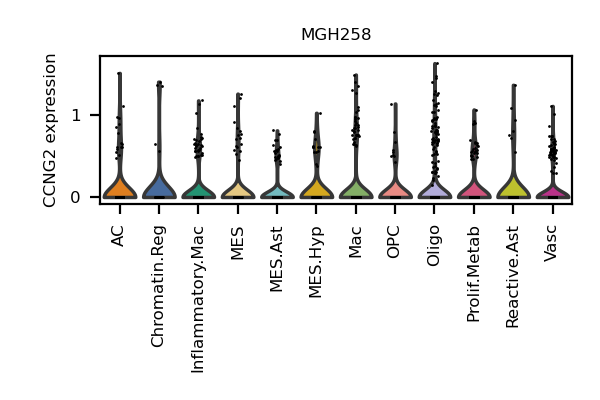 MGH258
CCNG2 expression
1
0
AC
Chromatin.Reg
Inflammatory.Mac
MES
MES.Ast
MES.Hyp
Mac
OPC
Oligo
Prolif.Metab
Reactive.Ast
Vasc